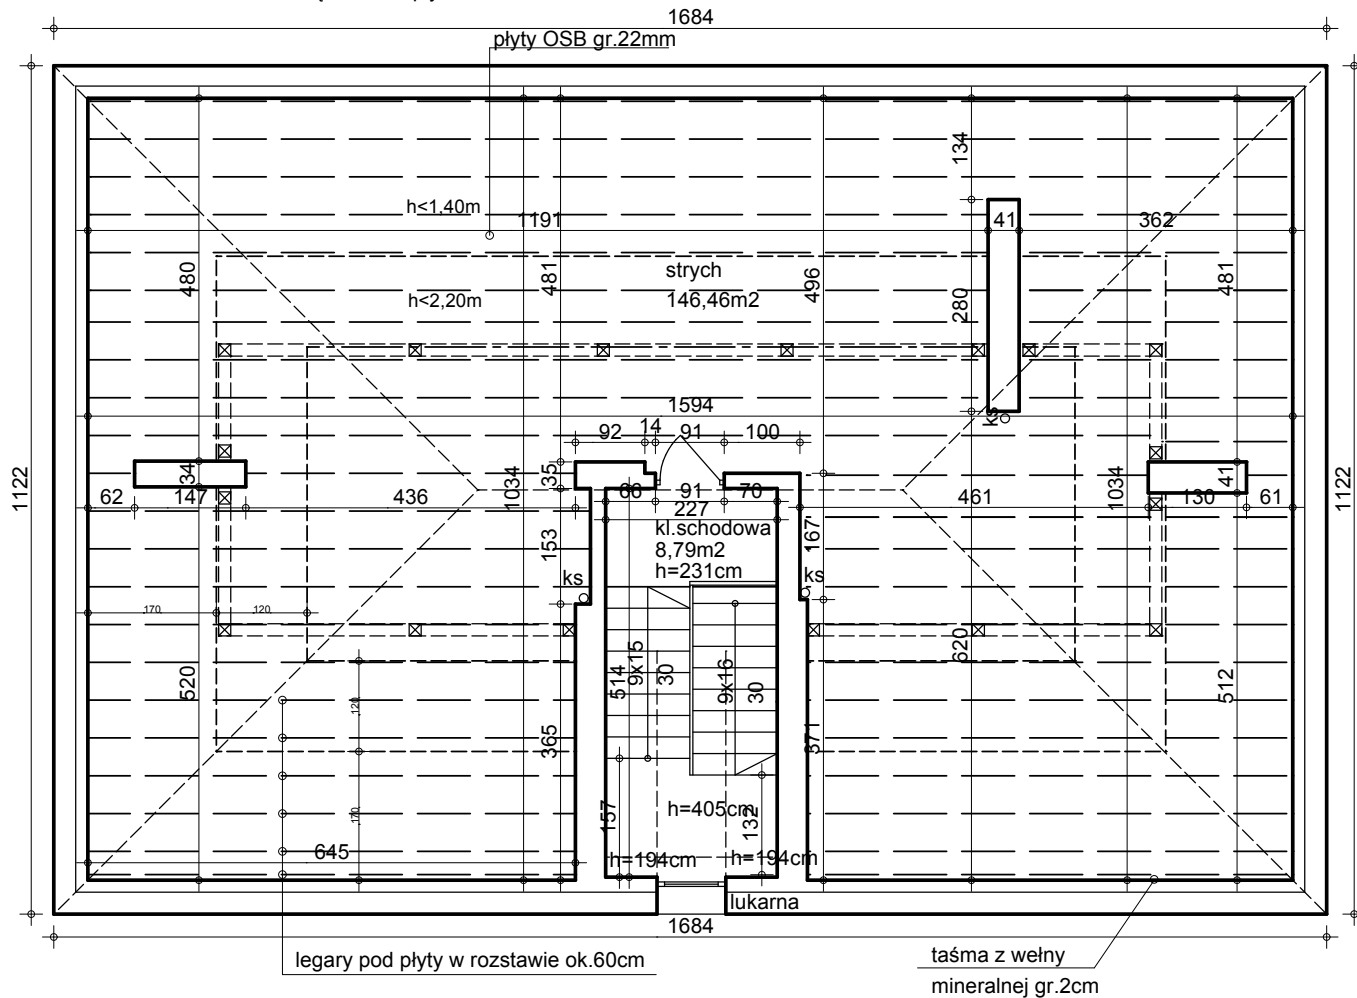 1684
płyty OSB gr.22mm
134
h<1,40m
1191
41
362
480
481
strych
496
481
h<2,20m
146,46m2
280
1594
ks
92
14
91
100
34
35
1034
1034
41
1122
62
147
436
66
91
70
461
130
61
1122
227
kl.schodowa
8,79m2
h=231cm
153
167
ks
ks
170
120
520
514
9x15
30
9x16
30
620
512
120
365
371
170
157
h=405cm
132
645
h=194cm
h=194cm
lukarna
1684
legary pod płyty w rozstawie ok.60cm
taśma z wełny
mineralnej gr.2cm